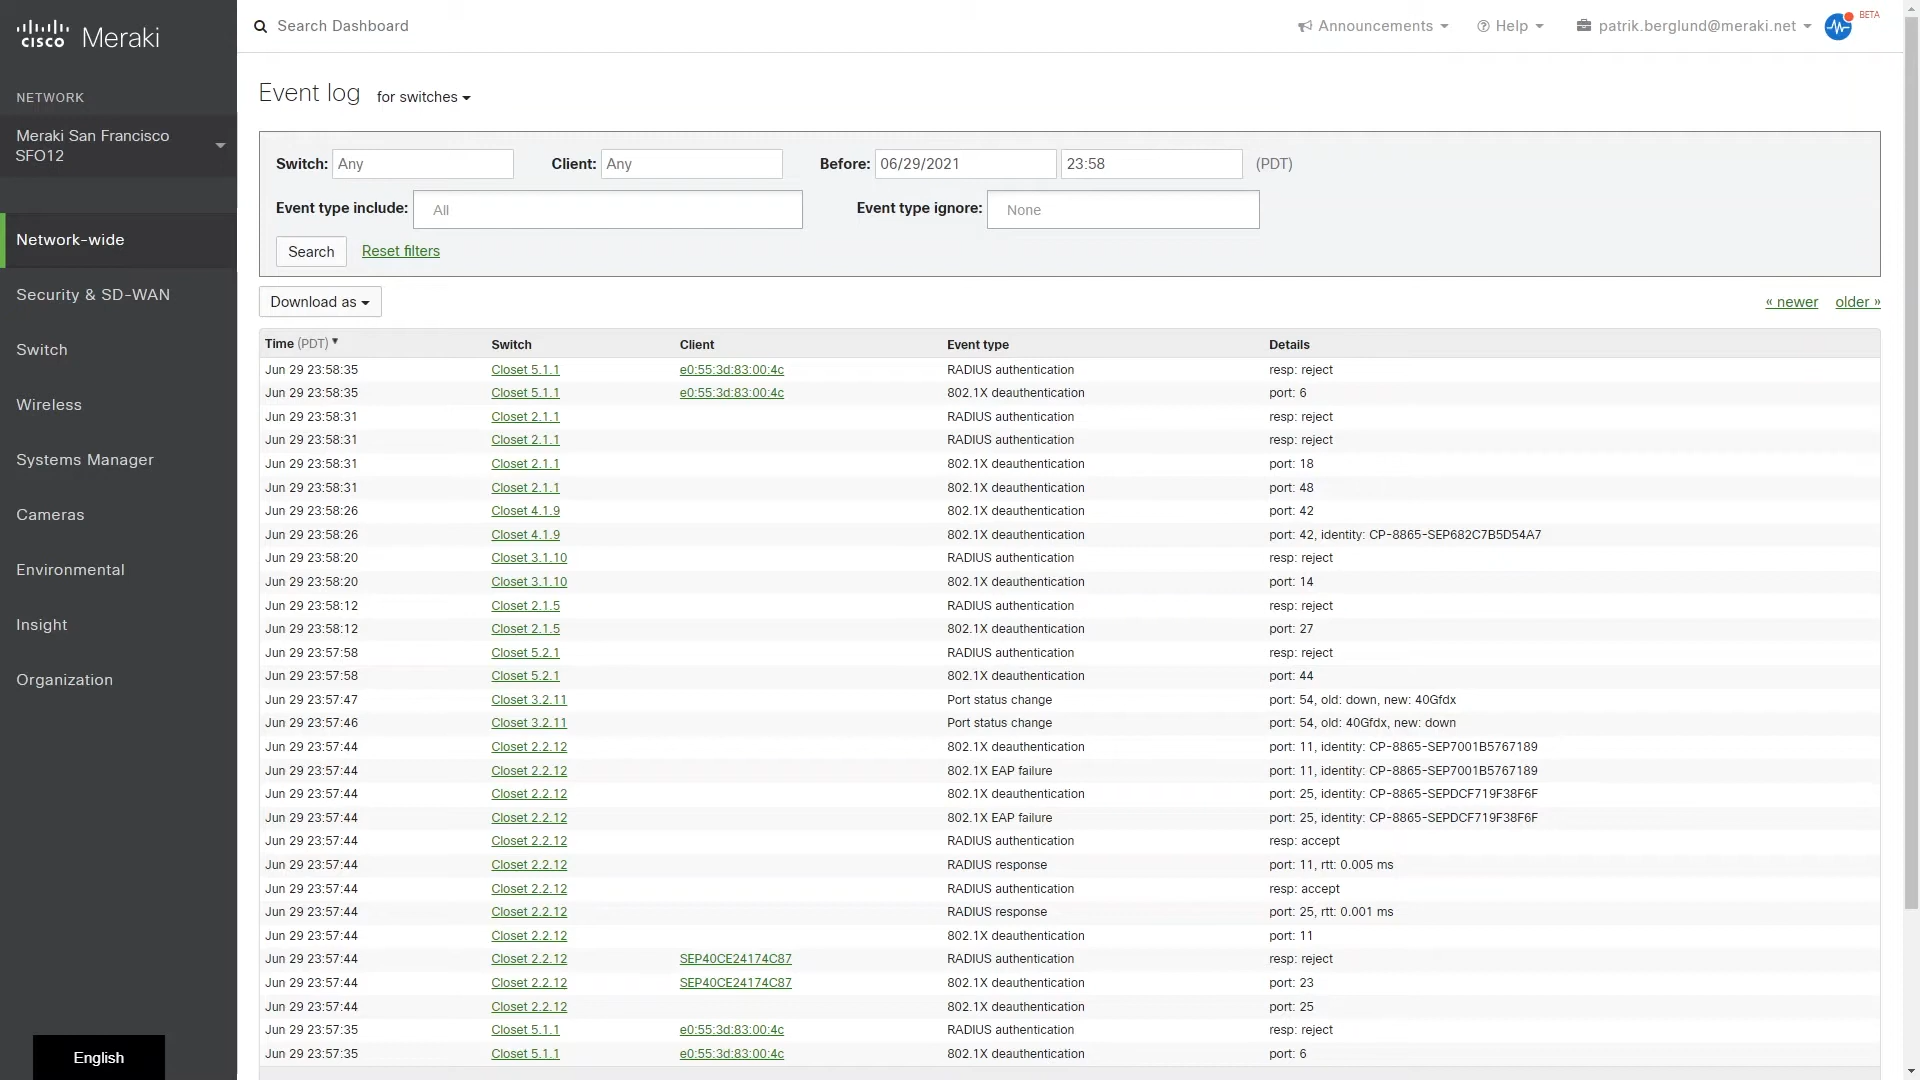 cisco Meraki
Search Dashboard
Announcements
Help
patrik.berglund@meraki.net
BETA
NETWORK
Meraki San Francisco
SFO12
Network-wide
Security & SD-WAN
Switch
Wireless
Systems Manager
Cameras
Environmental
Insight
Organization
English
Event log for switches
Switch: Any Client: Any Before: 06/29/2021 23:58 (PDT)
Event type include: All Event type ignore: None
Search Reset filters
Download as « newer older »
Time (PDT) Switch Client Event type Details
Jun 29 23:58:35 Closet 5.1.1 e0:55:3d:83:00:4c RADIUS authentication resp: reject
Jun 29 23:58:35 Closet 5.1.1 e0:55:3d:83:00:4c 802.1X deauthentication port: 6
Jun 29 23:58:31 Closet 2.1.1 RADIUS authentication resp: reject
Jun 29 23:58:31 Closet 2.1.1 RADIUS authentication resp: reject
Jun 29 23:58:31 Closet 2.1.1 802.1X deauthentication port: 18
Jun 29 23:58:31 Closet 2.1.1 802.1X deauthentication port: 48
Jun 29 23:58:26 Closet 4.1.9 802.1X deauthentication port: 42
Jun 29 23:58:26 Closet 4.1.9 802.1X deauthentication port: 42, identity: CP-8865-SEP682C7B5D54A7
Jun 29 23:58:20 Closet 3.1.10 RADIUS authentication resp: reject
Jun 29 23:58:20 Closet 3.1.10 802.1X deauthentication port: 14
Jun 29 23:58:12 Closet 2.1.5 RADIUS authentication resp: reject
Jun 29 23:58:12 Closet 2.1.5 802.1X deauthentication port: 27
Jun 29 23:57:58 Closet 5.2.1 RADIUS authentication resp: reject
Jun 29 23:57:58 Closet 5.2.1 802.1X deauthentication port: 44
Jun 29 23:57:47 Closet 3.2.11 Port status change port: 54, old: down, new: 40Gfdx
Jun 29 23:57:46 Closet 3.2.11 Port status change port: 54, old: 40Gfdx, new: down
Jun 29 23:57:44 Closet 2.2.12 802.1X deauthentication port: 11, identity: CP-8865-SEP7001B5767189
Jun 29 23:57:44 Closet 2.2.12 802.1X EAP failure port: 11, identity: CP-8865-SEP7001B5767189
Jun 29 23:57:44 Closet 2.2.12 802.1X deauthentication port: 25, identity: CP-8865-SEPDCF719F38F6F
Jun 29 23:57:44 Closet 2.2.12 802.1X EAP failure port: 25, identity: CP-8865-SEPDCF719F38F6F
Jun 29 23:57:44 Closet 2.2.12 RADIUS authentication resp: accept
Jun 29 23:57:44 Closet 2.2.12 RADIUS response port: 11, rtt: 0.005 ms
Jun 29 23:57:44 Closet 2.2.12 RADIUS authentication resp: accept
Jun 29 23:57:44 Closet 2.2.12 RADIUS response port: 25, rtt: 0.001 ms
Jun 29 23:57:44 Closet 2.2.12 802.1X deauthentication port: 11
Jun 29 23:57:44 Closet 2.2.12 SEP40CE24174C87 RADIUS authentication resp: reject
Jun 29 23:57:44 Closet 2.2.12 SEP40CE24174C87 802.1X deauthentication port: 23
Jun 29 23:57:44 Closet 2.2.12 802.1X deauthentication port: 25
Jun 29 23:57:35 Closet 5.1.1 e0:55:3d:83:00:4c RADIUS authentication resp: reject
Jun 29 23:57:35 Closet 5.1.1 e0:55:3d:83:00:4c 802.1X deauthentication port: 6